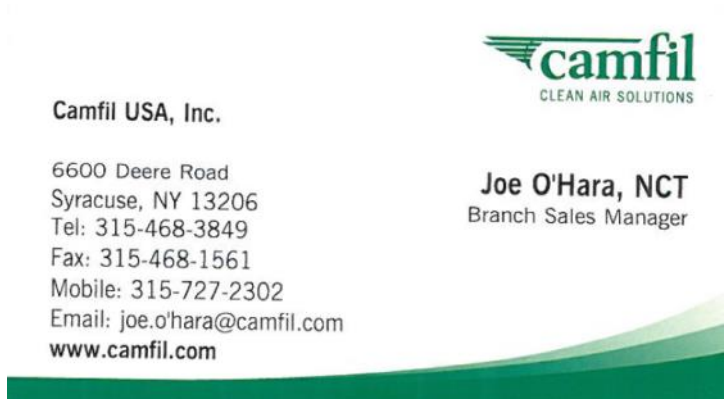 camfil
CLEAN AIR SOLUTIONS
Camfil USA, Inc.
6600 Deere Road
Syracuse, NY 13206
Tel: 315-468-3849
Fax: 315-468-1561
Mobile: 315-727-2302
Email: joe.o'hara@camfil.com
www.camfil.com
Joe O'Hara, NCT
Branch Sales Manager